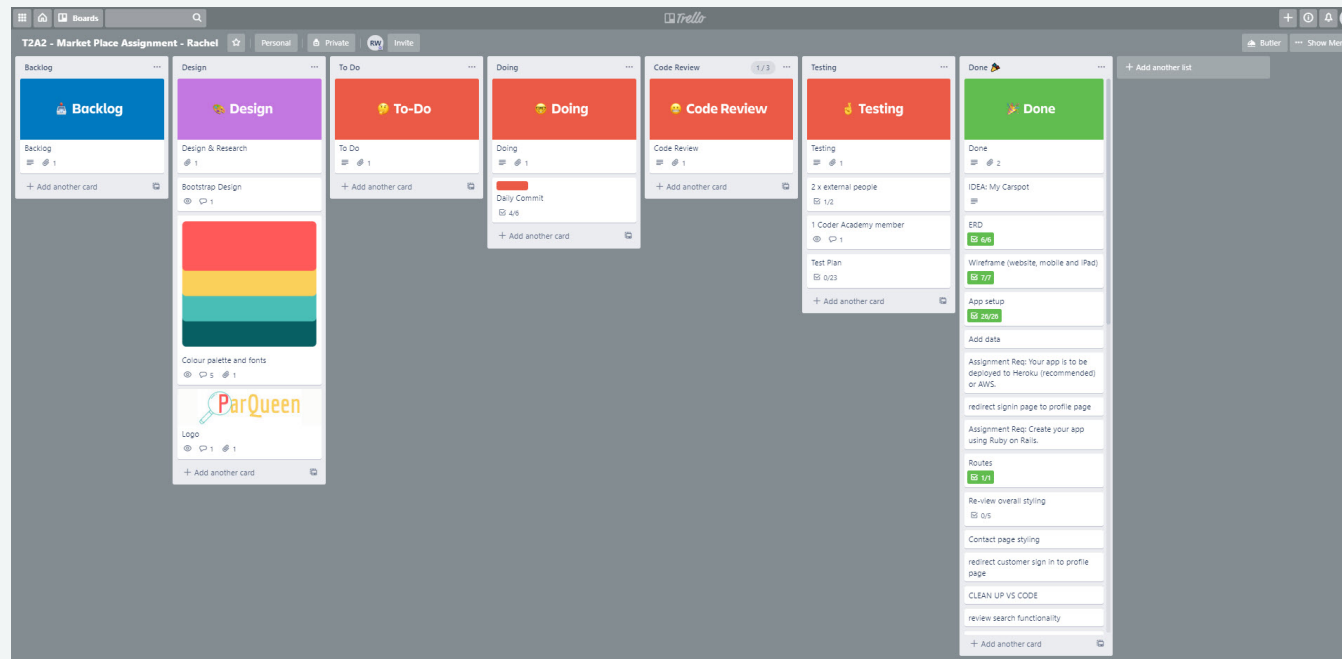 Boards
Trello
T2A2 - Market Place Assignment - Rachel
Personal
Private
RW
Invite
Butler
... Show Men
Backlog
Backlog
Backlog
1
+ Add another card
Design
Design
Design & Research
1
Bootstrap Design
1
Colour palette and fonts
5
1
ParQueen
Logo
1
1
+ Add another card
To Do
To-Do
To Do
1
+ Add another card
Doing
Doing
Doing
1
Daily Commit
4/6
+ Add another card
Code Review
1/3
Code Review
Code Review
1
+ Add another card
Testing
Testing
Testing
1
2 x external people
1/2
1 Coder Academy member
1
Test Plan
0/23
+ Add another card
Done
Done
Done
2
IDEA: My Carspot
ERD
6/6
Wireframe (website, mobile and iPad)
7/7
App setup
26/26
Add data
Assignment Req: Your app is to be
deployed to Heroku (recommended)
or AWS.
redirect signin page to profile page
Assignment Req: Create your app
using Ruby on Rails.
Routes
1/1
Re-view overall styling
0/5
Contact page styling
redirect customer sign in to profile
page
CLEAN UP VS CODE
review search functionality
+ Add another card
+ Add another list